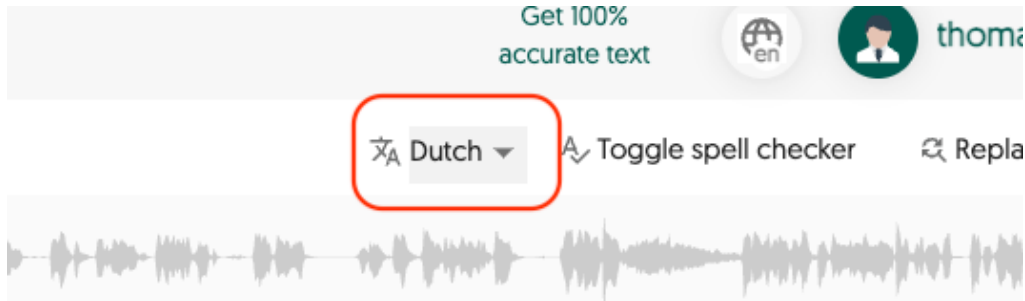 Get 100%
accurate text
en
thoma
Dutch
Toggle spell checker
Repla